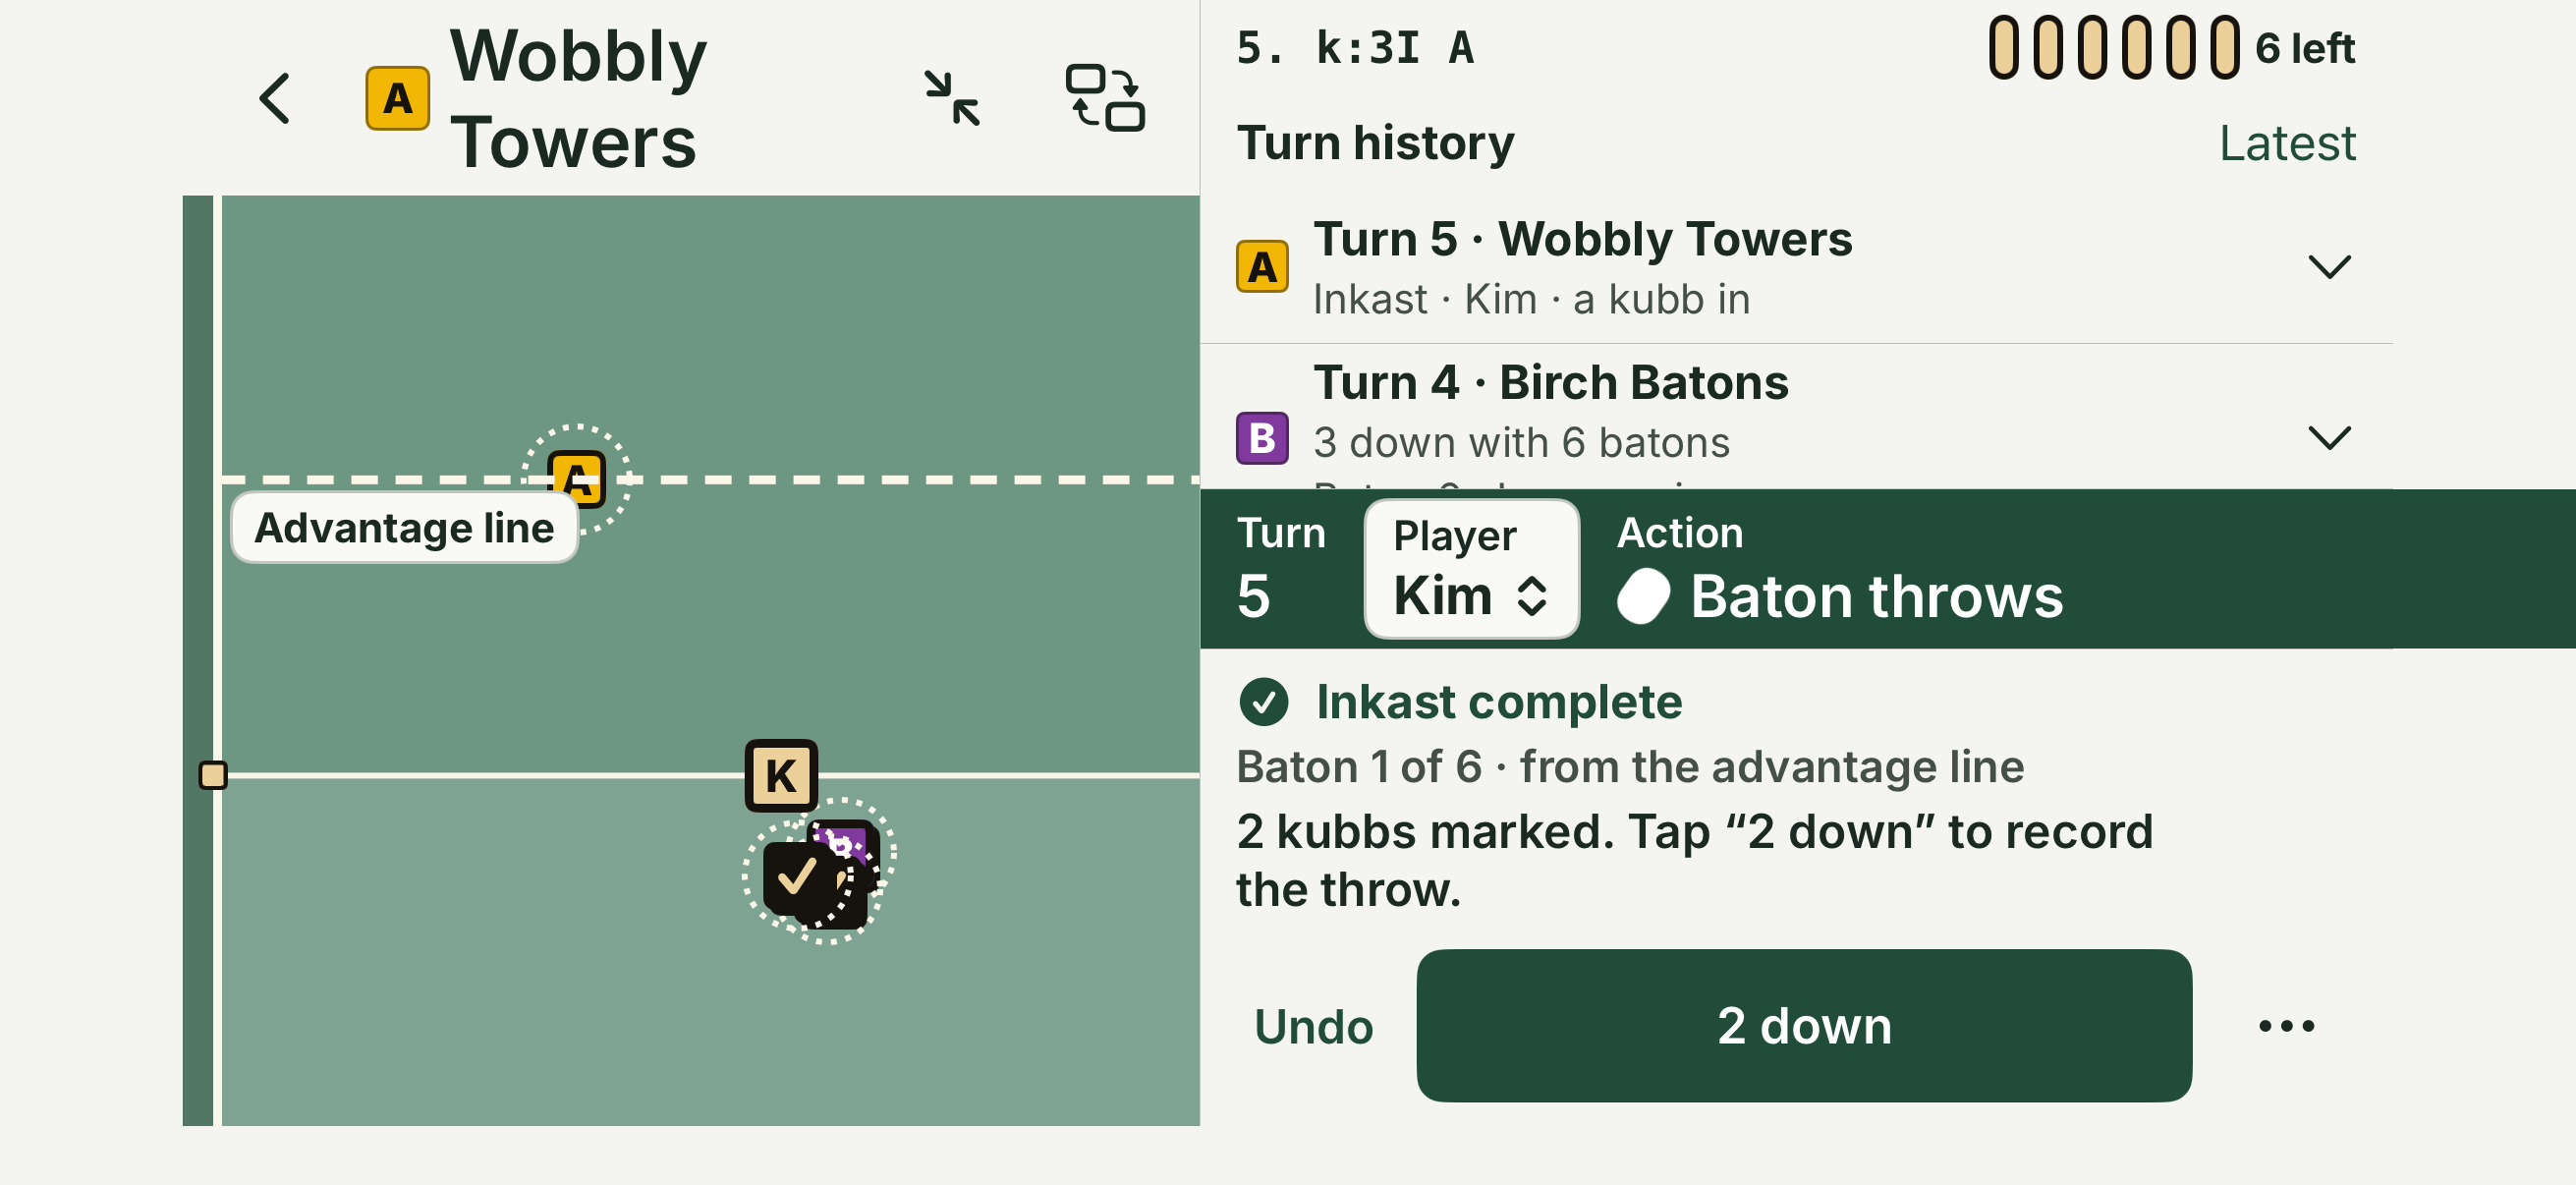 A
Wobbly
Towers
A
Advantage line
K
5. k:3I A
6 left
Turn history
Latest
A
Turn 5 · Wobbly Towers
Inkast · Kim · a kubb in
B
Turn 4 · Birch Batons
3 down with 6 batons
Turn
5
Player
Kim
Action
Baton throws
Inkast complete
Baton 1 of 6 · from the advantage line
2 kubbs marked. Tap “2 down” to record
the throw.
Undo
2 down